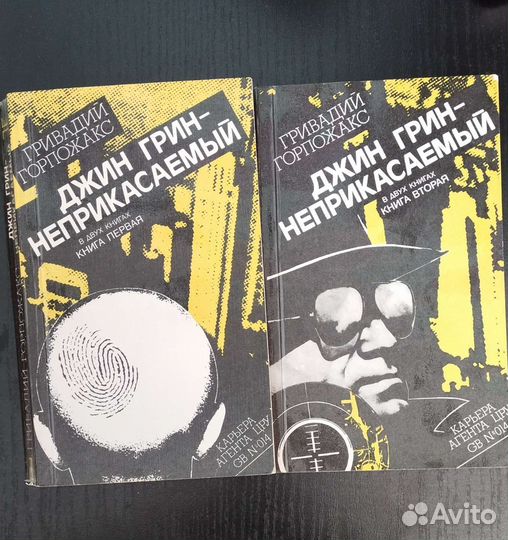 ГРИВАДИЙ
ГОРПОЖАКС
ДЖИН ГРИН–
НЕПРИКАСАЕМЫЙ
В ДВУХ КНИГАХ
КНИГА ПЕРВАЯ
КАРЬЕРА
АГЕНТА ЦРУ
GB №014
ГРИВАДИЙ
ГОРПОЖАКС
ДЖИН ГРИН–
НЕПРИКАСАЕМЫЙ
В ДВУХ КНИГАХ
КНИГА ВТОРАЯ
КАРЬЕРА
АГЕНТА ЦРУ
GB №014
Avito